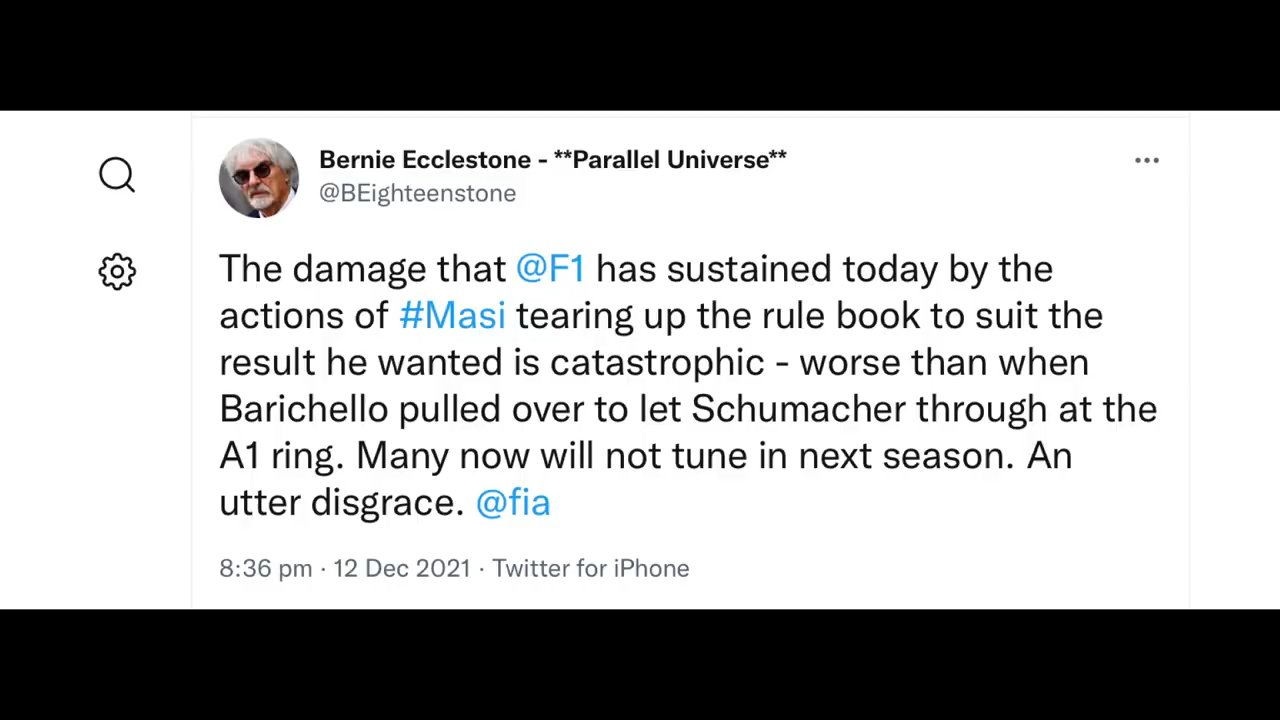 Bernie Ecclestone - **Parallel Universe**
@BEighteenstone
The damage that @F1 has sustained today by the
actions of #Masi tearing up the rule book to suit the
result he wanted is catastrophic - worse than when
Barichello pulled over to let Schumacher through at the
A1 ring. Many now will not tune in next season. An
utter disgrace. @fia
8:36 pm · 12 Dec 2021 · Twitter for iPhone